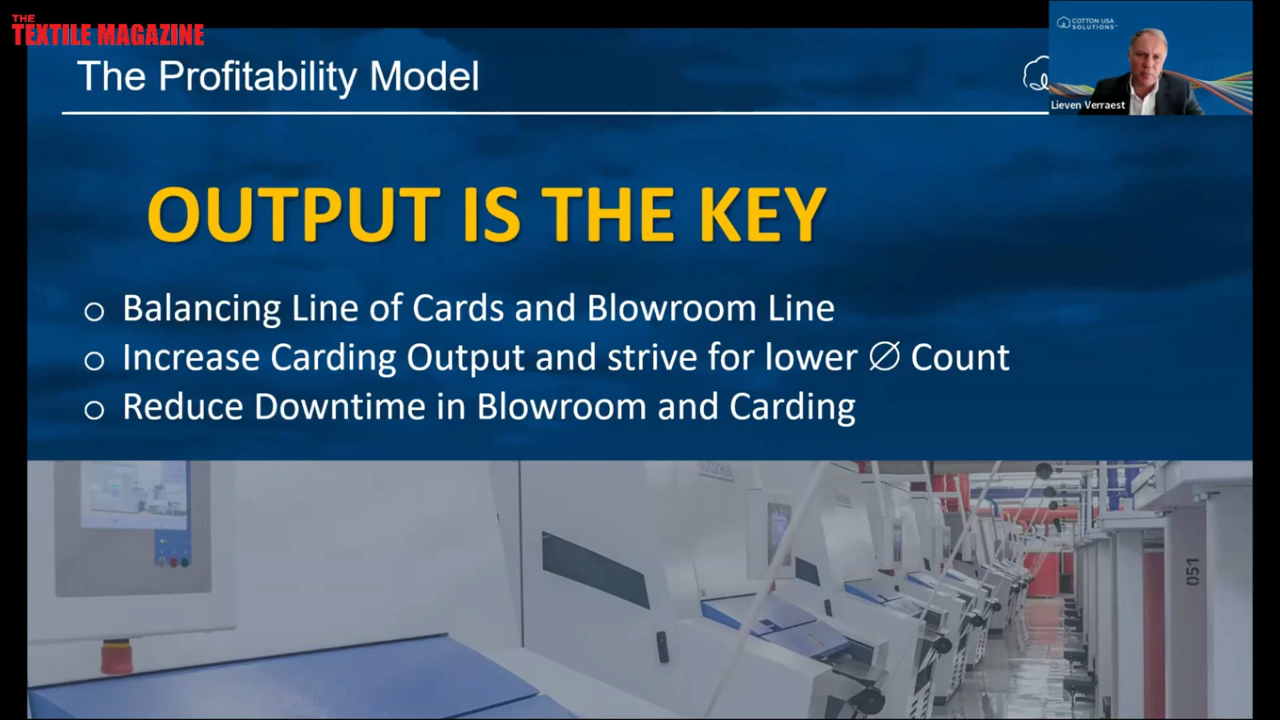 THE
TEXTILE MAGAZINE
The Profitability Model
COTTON USA
SOLUTIONS™
Lieven Verraest
OUTPUT IS THE KEY
o Balancing Line of Cards and Blowroom Line
o Increase Carding Output and strive for lower ∅ Count
o Reduce Downtime in Blowroom and Carding
051